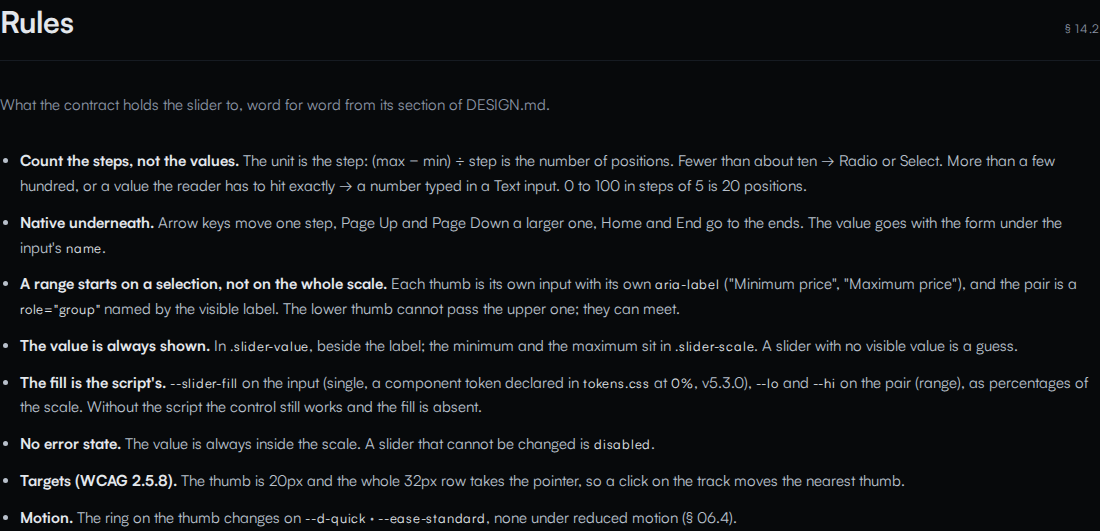 Rules
§ 14.2
What the contract holds the slider to, word for word from its section of DESIGN.md.
• Count the steps, not the values. The unit is the step: (max − min) ÷ step is the number of positions. Fewer than about ten → Radio or Select. More than a few
hundred, or a value the reader has to hit exactly → a number typed in a Text input. 0 to 100 in steps of 5 is 20 positions.
• Native underneath. Arrow keys move one step, Page Up and Page Down a larger one, Home and End go to the ends. The value goes with the form under the
input's name.
• A range starts on a selection, not on the whole scale. Each thumb is its own input with its own aria-label ("Minimum price", "Maximum price"), and the pair is a
role="group" named by the visible label. The lower thumb cannot pass the upper one; they can meet.
• The value is always shown. In .slider-value, beside the label; the minimum and the maximum sit in .slider-scale. A slider with no visible value is a guess.
• The fill is the script's. --slider-fill on the input (single, a component token declared in tokens.css at 0%, v5.3.0), --lo and --hi on the pair (range), as percentages of
the scale. Without the script the control still works and the fill is absent.
• No error state. The value is always inside the scale. A slider that cannot be changed is disabled.
• Targets (WCAG 2.5.8). The thumb is 20px and the whole 32px row takes the pointer, so a click on the track moves the nearest thumb.
• Motion. The ring on the thumb changes on --d-quick · --ease-standard, none under reduced motion (§ 06.4).